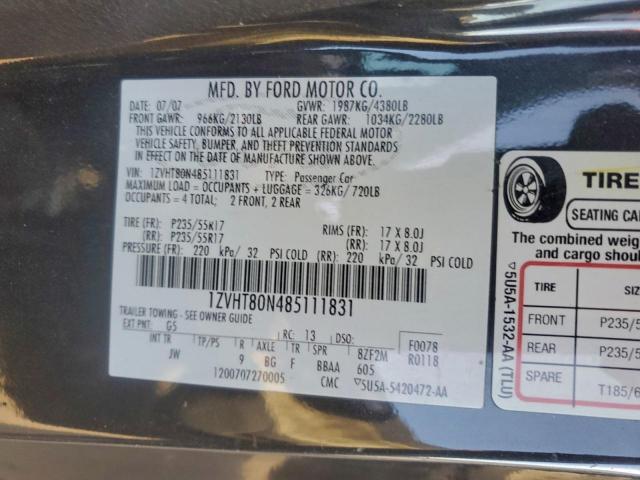 MFD. BY FORD MOTOR CO.
DATE: 07/07 GVWR: 1987KG/4380LB
FRONT GAWR: 966KG/2130LB REAR GAWR: 1034KG/2280LB
THIS VEHICLE CONFORMS TO ALL APPLICABLE FEDERAL MOTOR
VEHICLE SAFETY, BUMPER, AND THEFT PREVENTION STANDARDS
IN EFFECT ON THE DATE OF MANUFACTURE SHOWN ABOVE.
VIN: 1ZVHT80N485111831 TYPE: Passenger Car
MAXIMUM LOAD = OCCUPANTS + LUGGAGE = 326KG/720LB
OCCUPANTS = 4 TOTAL; 2 FRONT, 2 REAR
TIRE (FR): P235/55R17 RIMS (FR): 17 X 8.0J
(RR): P235/55R17 (RR): 17 X 8.0J
PRESSURE (FR): 220 kPa/ 32 PSI COLD (RR): 220 kPa/ 32 PSI COLD
1ZVHT80N485111831
TRAILER TOWING - SEE OWNER GUIDE
EXT PNT: G5 RC: 13 DSO: F0078
INT TR TP/PS R AXLE TR SPR 8ZF2M R0118
JW 9 BG F BBAA 605
1200707270005 CMC ▽5U5A-5420472-AA
TIRE
SEATING CA
The combined weig
and cargo shou
▽5U5A-1532-AA (TLU)
TIRE SIZ
FRONT P235/5
REAR P235/5
SPARE T185/6